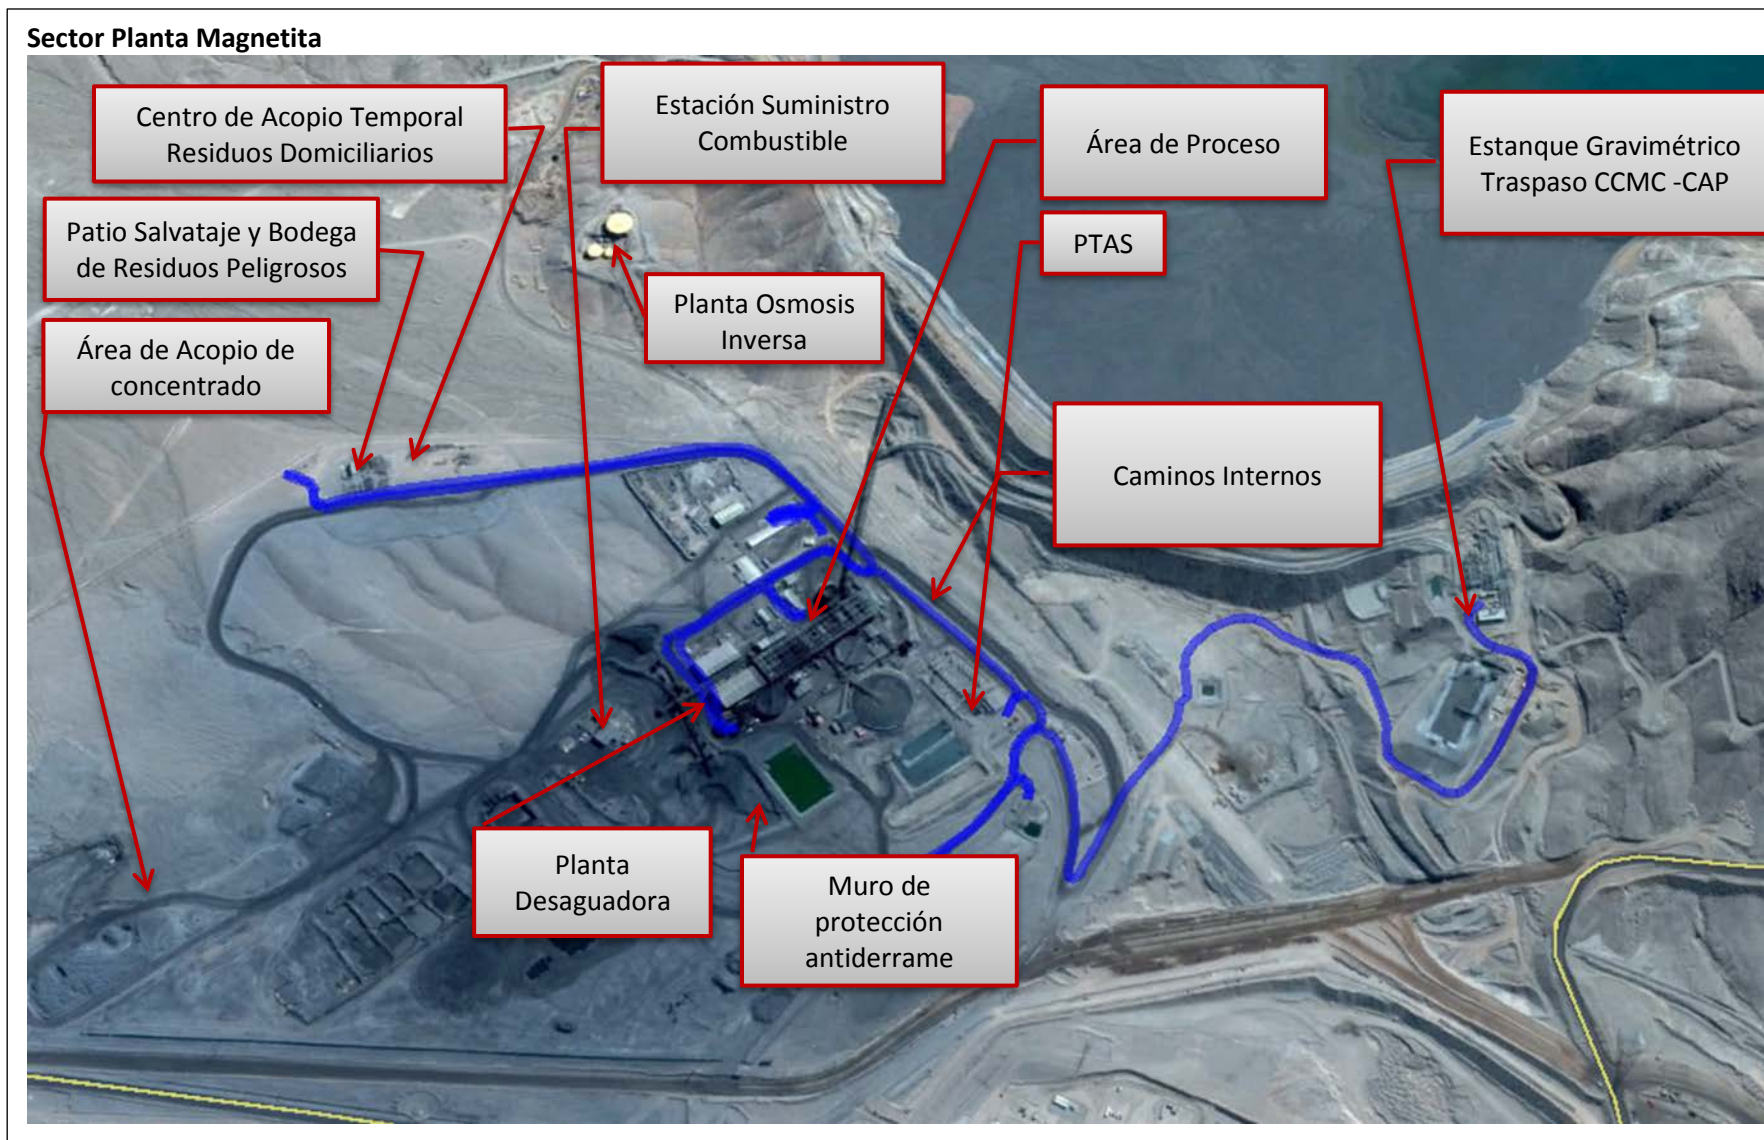 Sector Planta Magnetita
Centro de Acopio Temporal
Residuos Domiciliarios
Estación Suministro
Combustible
Área de Proceso
Estanque Gravimétrico
Traspaso CCMC -CAP
Patio Salvataje y Bodega
de Residuos Peligrosos
PTAS
Planta Osmosis
Inversa
Área de Acopio de
concentrado
Caminos Internos
Planta
Desaguadora
Muro de
protección
antiderrame